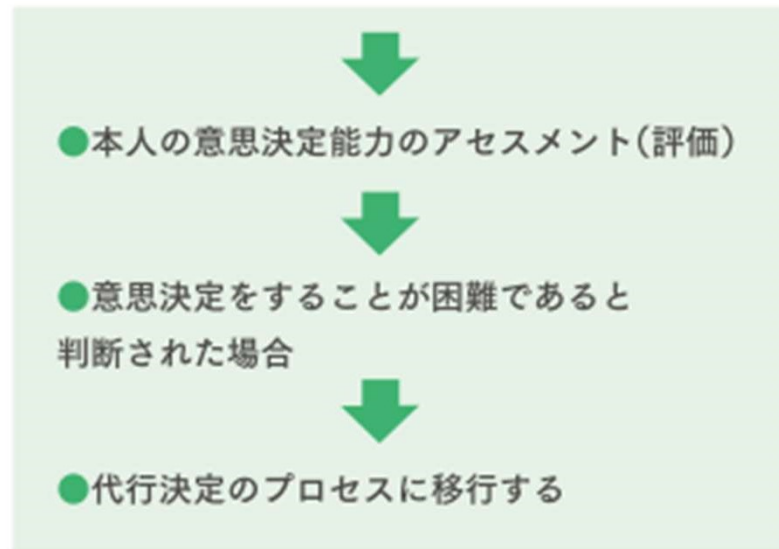 ●本人の意思決定能力のアセスメント(評価)
●意思決定をすることが困難であると
判断された場合
●代行決定のプロセスに移行する